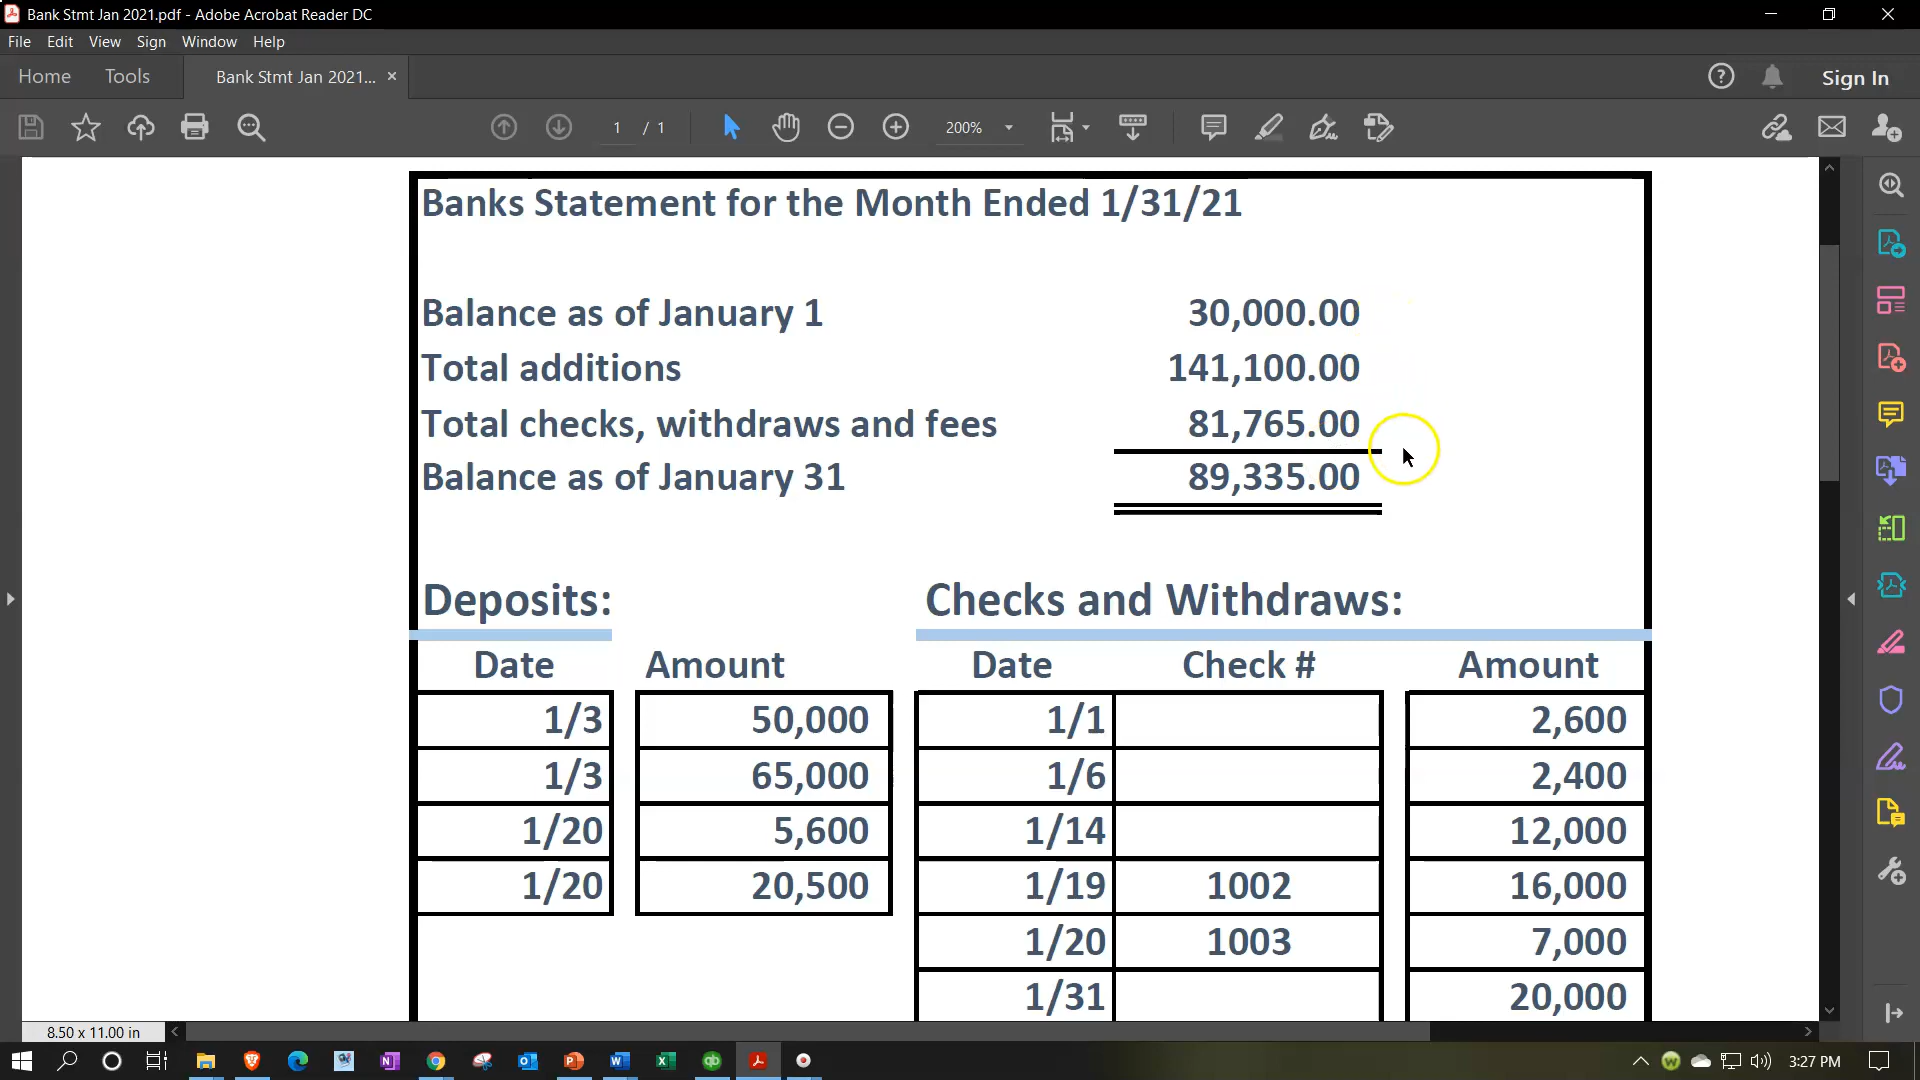 Bank Stmt Jan 2021.pdf - Adobe Acrobat Reader DC
File Edit View Sign Window Help
Home Tools Bank Stmt Jan 2021... × Sign In
1 / 1 200%
Banks Statement for the Month Ended 1/31/21
Balance as of January 1 30,000.00
Total additions 141,100.00
Total checks, withdraws and fees 81,765.00
Balance as of January 31 89,335.00
Deposits: Checks and Withdraws:
Date Amount Date Check # Amount
1/3 50,000 1/1 2,600
1/3 65,000 1/6 2,400
1/20 5,600 1/14 12,000
1/20 20,500 1/19 1002 16,000
1/20 1003 7,000
1/31 20,000
8.50 x 11.00 in
3:27 PM